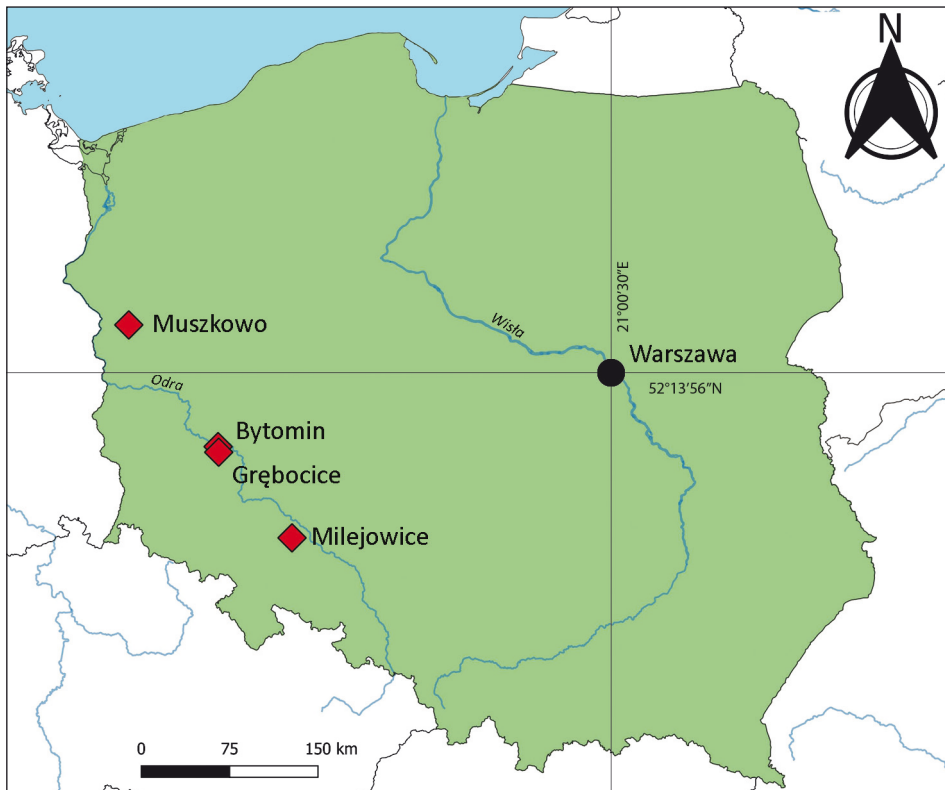 N
21°00′30″E
Muszkowo
Wisła
Warszawa
Odra
52°13′56″N
Bytomin
Grębocice
Milejowice
0 75 150 km